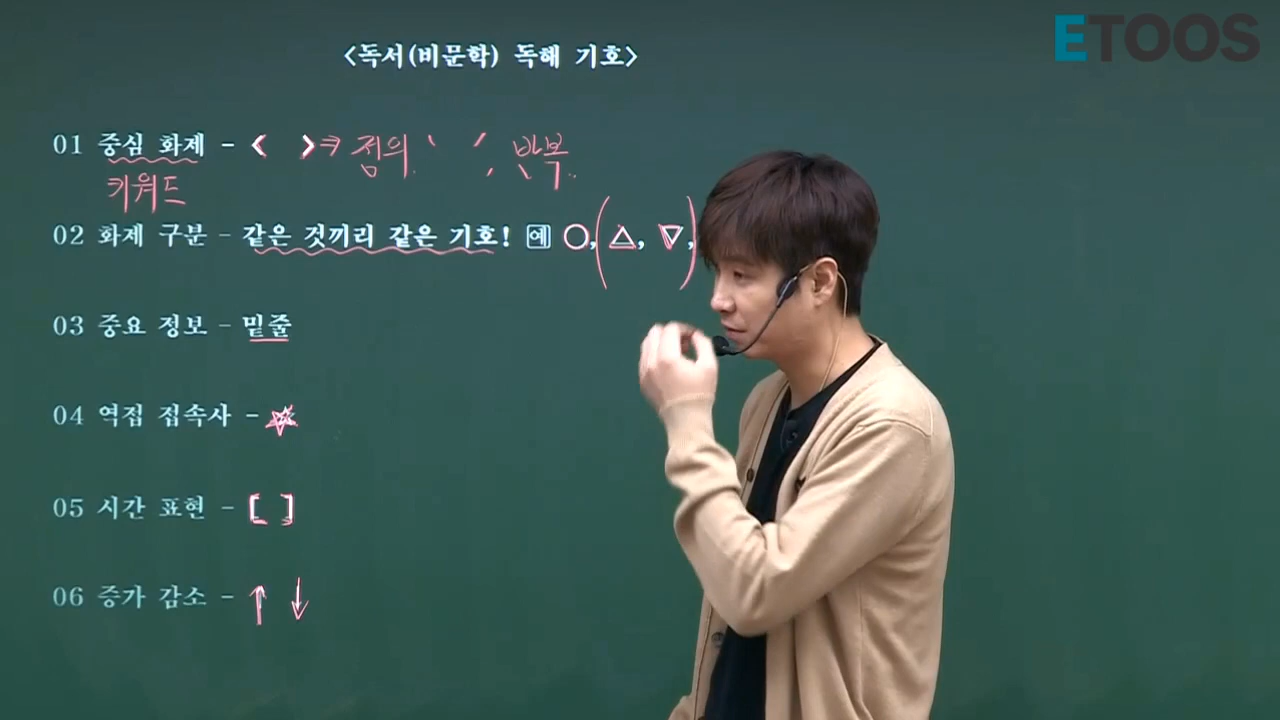 ETOOS
<독서(비문학) 독해 기호>
01 중심 화제 - < > ⇒ 정의, ' ', 반복
키워드
02 화제 구분 - 같은 것끼리 같은 기호! 예 ○, (△, ▽,)
03 중요 정보 - 밑줄
04 역접 접속사 - ☆
05 시간 표현 - [ ]
06 증가 감소 - ↑ ↓